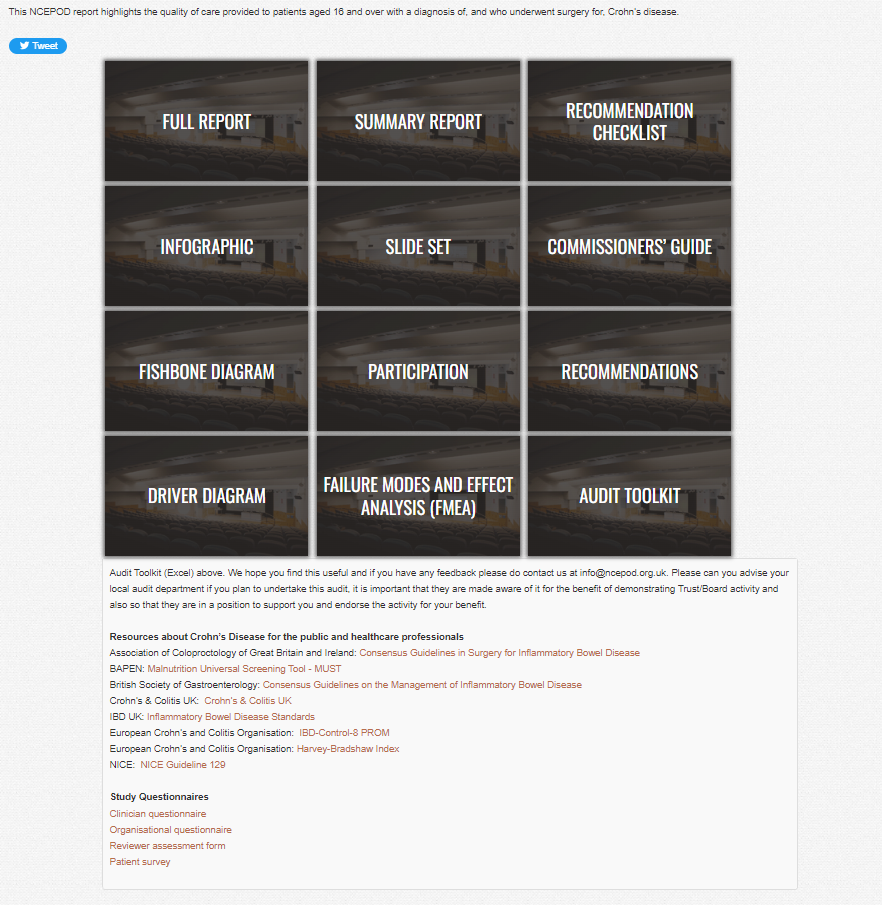 This NCEPOD report highlights the quality of care provided to patients aged 16 and over with a diagnosis of, and who underwent surgery for, Crohn's disease.
Tweet
FULL REPORT
SUMMARY REPORT
RECOMMENDATION
CHECKLIST
INFOGRAPHIC
SLIDE SET
COMMISSIONERS' GUIDE
FISHBONE DIAGRAM
PARTICIPATION
RECOMMENDATIONS
DRIVER DIAGRAM
FAILURE MODES AND EFFECT
ANALYSIS (FMEA)
AUDIT TOOLKIT
Audit Toolkit (Excel) above. We hope you find this useful and if you have any feedback please do contact us at info@ncepod.org.uk. Please can you advise your
local audit department if you plan to undertake this audit, it is important that they are made aware of it for the benefit of demonstrating Trust/Board activity and
also so that they are in a position to support you and endorse the activity for your benefit.
Resources about Crohn's Disease for the public and healthcare professionals
Association of Coloproctology of Great Britain and Ireland: Consensus Guidelines in Surgery for Inflammatory Bowel Disease
BAPEN: Malnutrition Universal Screening Tool - MUST
British Society of Gastroenterology: Consensus Guidelines on the Management of Inflammatory Bowel Disease
Crohn's & Colitis UK: Crohn's & Colitis UK
IBD UK: Inflammatory Bowel Disease Standards
European Crohn's and Colitis Organisation: IBD-Control-8 PROM
European Crohn's and Colitis Organisation: Harvey-Bradshaw Index
NICE: NICE Guideline 129
Study Questionnaires
Clinician questionnaire
Organisational questionnaire
Reviewer assessment form
Patient survey